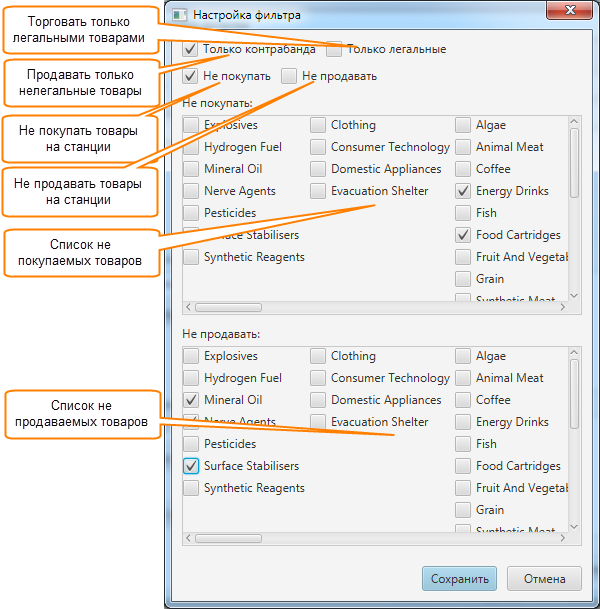 Настройка фильтра
Торговать только
легальными товарами
Только контрабанда
Только легальные
Продавать только
нелегальные товары
Не покупать
Не продавать
Не покупать товары
на станции
Не продавать товары
на станции
Список не
покупаемых товаров
Не покупать:
Explosives
Hydrogen Fuel
Mineral Oil
Nerve Agents
Pesticides
Surface Stabilisers
Synthetic Reagents
Clothing
Consumer Technology
Domestic Appliances
Evacuation Shelter
Algae
Animal Meat
Coffee
Energy Drinks
Fish
Food Cartridges
Fruit And Vegetab
Grain
Synthetic Meat
Список не
продаваемых товаров
Не продавать:
Explosives
Hydrogen Fuel
Mineral Oil
Nerve Agents
Pesticides
Surface Stabilisers
Synthetic Reagents
Clothing
Consumer Technology
Domestic Appliances
Evacuation Shelter
Algae
Animal Meat
Coffee
Energy Drinks
Fish
Food Cartridges
Fruit And Vegetab
Grain
Synthetic Meat
Сохранить
Отмена